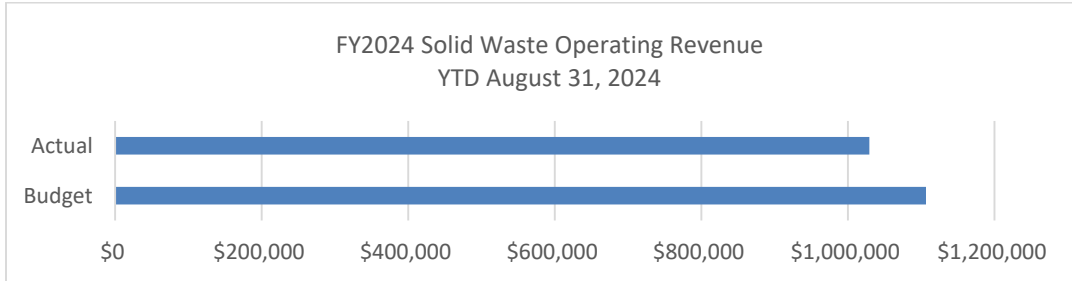 FY2024 Solid Waste Operating Revenue
YTD August 31, 2024
Actual
Budget
$0 $200,000 $400,000 $600,000 $800,000 $1,000,000 $1,200,000